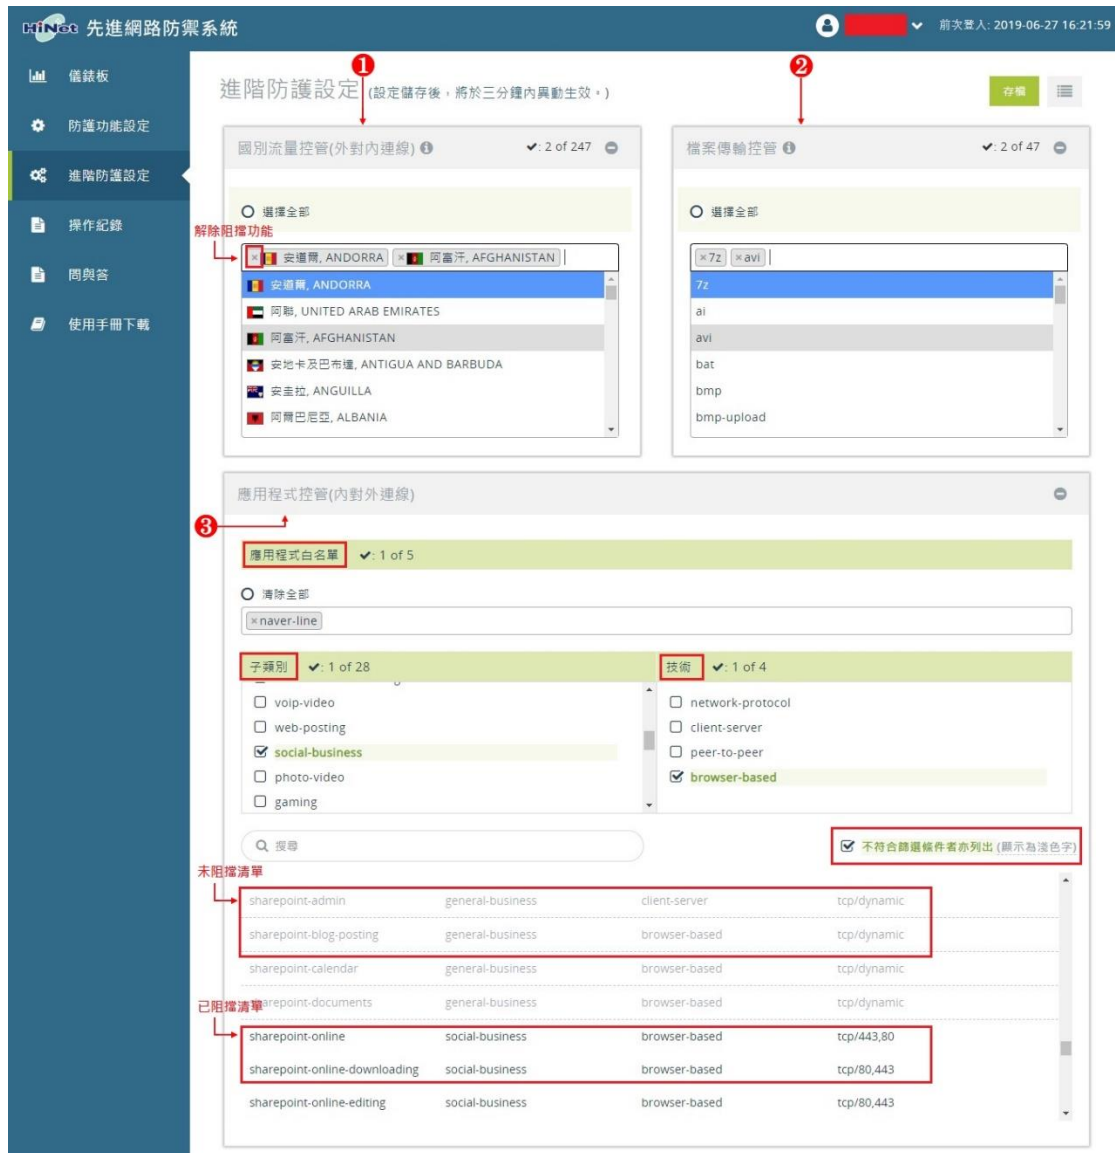 HiNet 先進網路防禦系統
前次登入: 2019-06-27 16:21:59
儀錶板
防護功能設定
進階防護設定
操作紀錄
問與答
使用手冊下載
1
2
進階防護設定 (設定儲存後，將於三分鐘內異動生效。)
存檔
國別流量控管(外對內連線)
✔: 2 of 247
選擇全部
解除阻擋功能
×安道爾, ANDORRA ×阿富汗, AFGHANISTAN
安道爾, ANDORRA
阿聯, UNITED ARAB EMIRATES
阿富汗, AFGHANISTAN
安地卡及巴布達, ANTIGUA AND BARBUDA
安圭拉, ANGUILLA
阿爾巴尼亞, ALBANIA
檔案傳輸控管
✔: 2 of 47
選擇全部
×7z ×avi
7z
ai
avi
bat
bmp
bmp-upload
應用程式控管(內對外連線)
3
應用程式白名單 ✔: 1 of 5
清除全部
×naver-line
子類別 ✔: 1 of 28
voip-video
web-posting
social-business
photo-video
gaming
技術 ✔: 1 of 4
network-protocol
client-server
peer-to-peer
browser-based
搜尋
不符合篩選條件者亦列出 (顯示為淺色字)
未阻擋清單
sharepoint-admin general-business client-server tcp/dynamic
sharepoint-blog-posting general-business browser-based tcp/dynamic
sharepoint-calendar general-business browser-based tcp/dynamic
sharepoint-documents general-business browser-based tcp/dynamic
已阻擋清單
sharepoint-online social-business browser-based tcp/443,80
sharepoint-online-downloading social-business browser-based tcp/80,443
sharepoint-online-editing social-business browser-based tcp/80,443